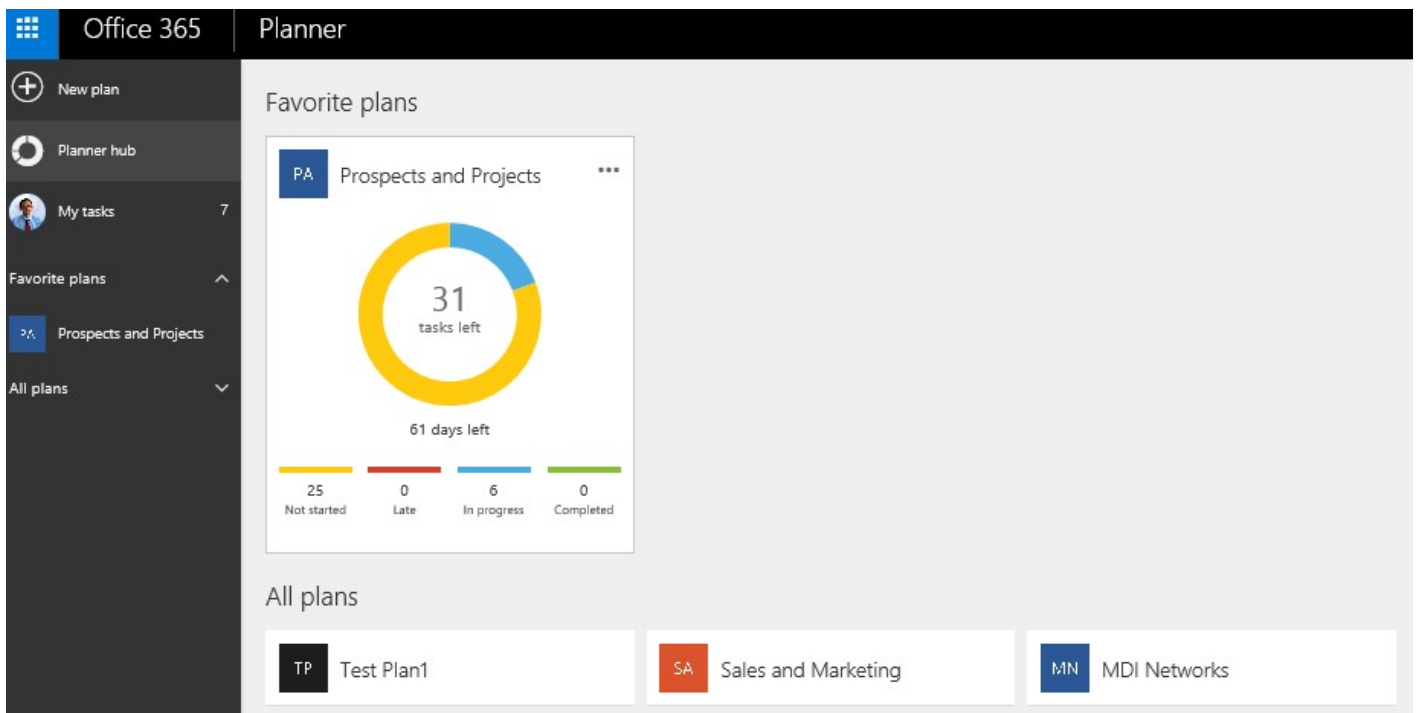 Office 365
Planner
New plan
Planner hub
My tasks 7
Favorite plans
PA Prospects and Projects
All plans
Favorite plans
PA Prospects and Projects
31
tasks left
61 days left
25 0 6 0
Not started Late In progress Completed
All plans
TP Test Plan1
SA Sales and Marketing
MN MDI Networks